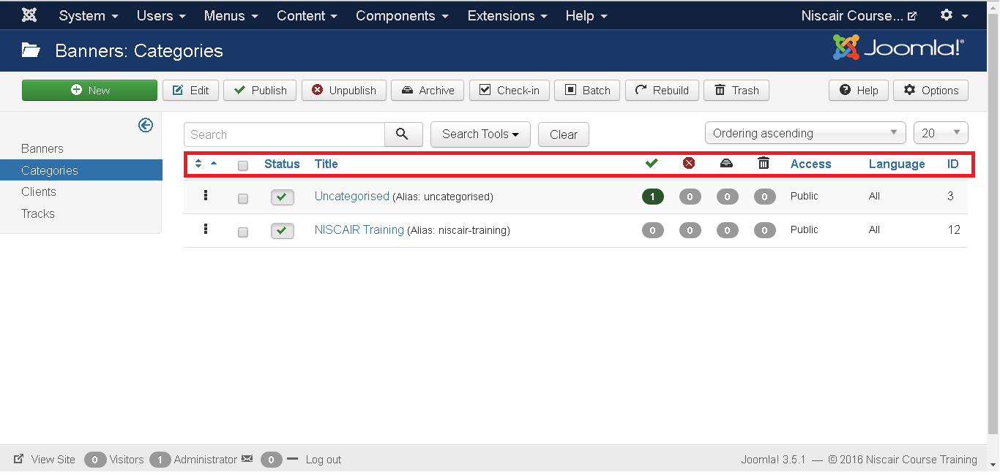 System Users Menus Content Components Extensions Help Niscair Course...
Banners: Categories Joomla!®
New Edit Publish Unpublish Archive Check-in Batch Rebuild Trash Help Options
Search Search Tools Clear Ordering ascending 20
Banners
Categories
Clients
Tracks
Status Title Access Language ID
Uncategorised (Alias: uncategorised) 1 0 0 0 Public All 3
NISCAIR Training (Alias: niscair-training) 0 0 0 0 Public All 12
View Site 0 Visitors 1 Administrator 0 Log out Joomla! 3.5.1 — © 2016 Niscair Course Training